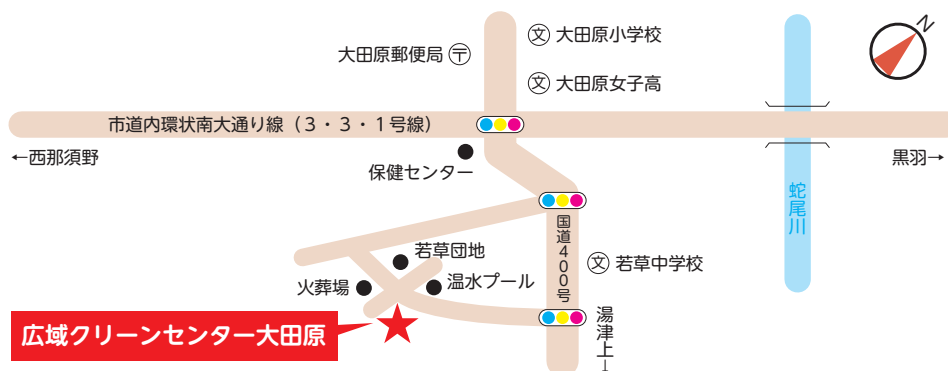 N
大田原郵便局 〒
文 大田原小学校
文 大田原女子高
市道内環状南大通り線（３・３・１号線）
←西那須野
保健センター
黒羽→
蛇尾川
国道４００号
若草団地
文 若草中学校
火葬場
温水プール
広域クリーンセンター大田原
湯津上→